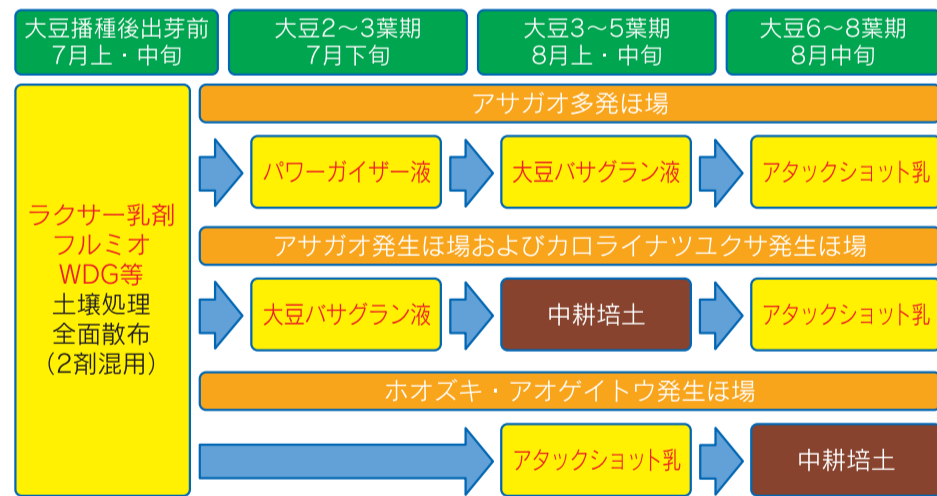 大豆播種後出芽前
7月上・中旬
大豆2～3葉期
7月下旬
大豆3～5葉期
8月上・中旬
大豆6～8葉期
8月中旬
ラクサー乳剤
フルミオ
WDG等
土壌処理
全面散布
（2剤混用）
アサガオ多発ほ場
パワーガイザー液
大豆バサグラン液
アタックショット乳
アサガオ発生ほ場およびカロライナツユクサ発生ほ場
大豆バサグラン液
中耕培土
アタックショット乳
ホオズキ・アオゲイトウ発生ほ場
アタックショット乳
中耕培土